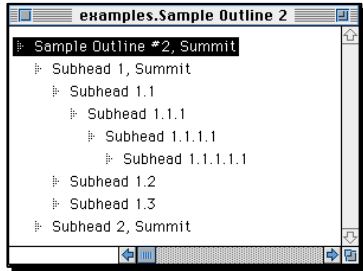 examples.Sample Outline 2
Sample Outline #2, Summit
Subhead 1, Summit
Subhead 1.1
Subhead 1.1.1
Subhead 1.1.1.1
Subhead 1.1.1.1.1
Subhead 1.2
Subhead 1.3
Subhead 2, Summit